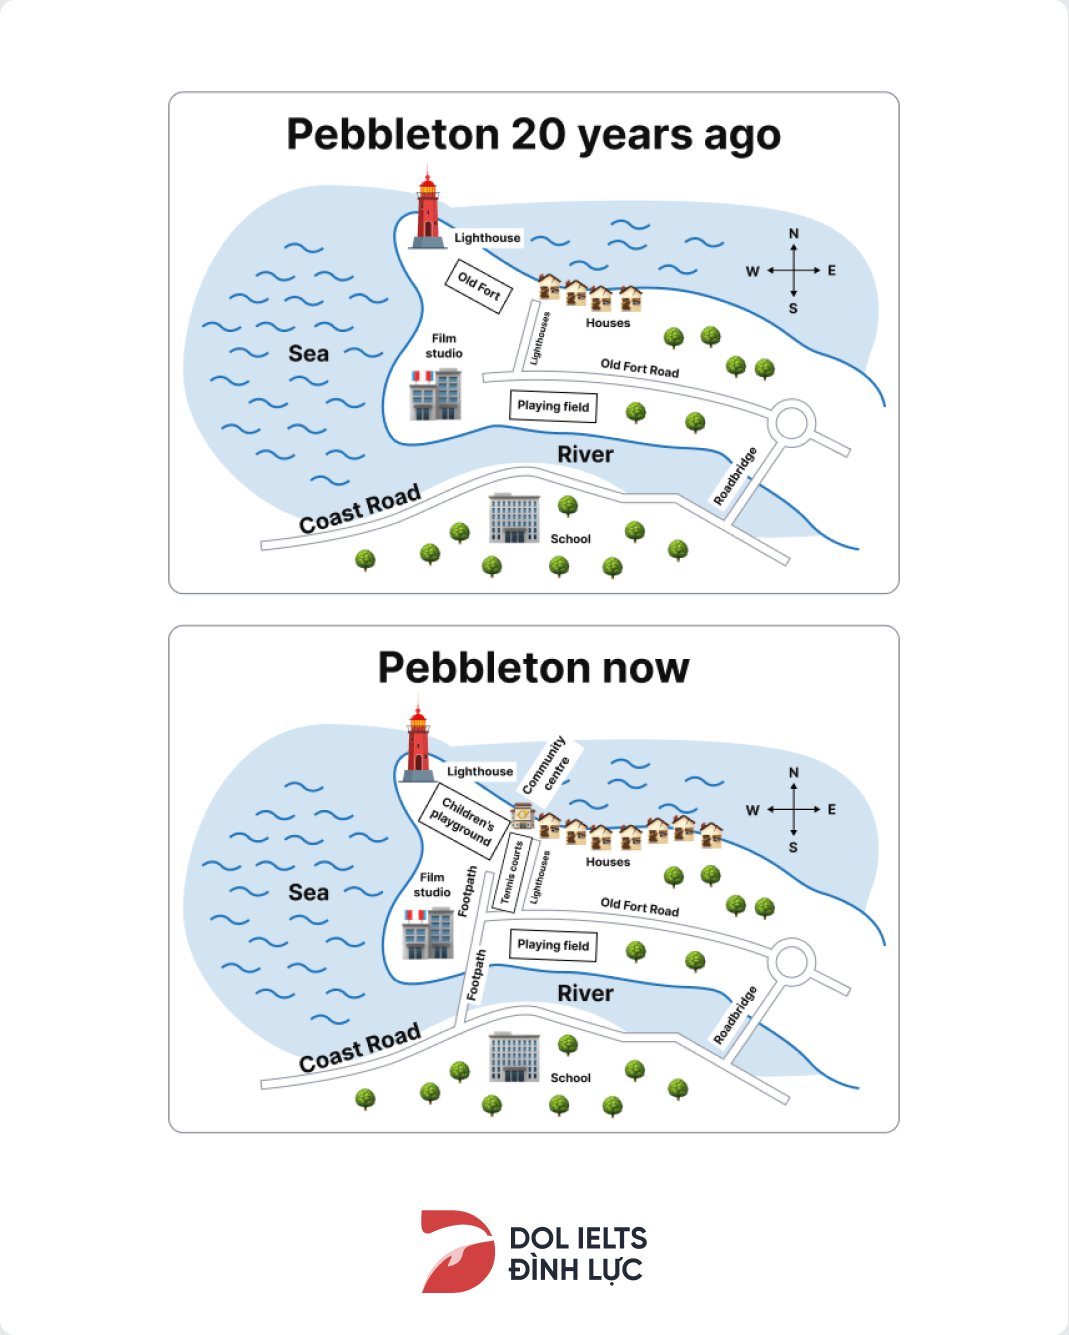 Pebbleton 20 years ago
Lighthouse
N
W
E
S
Old Fort
Houses
Lighthouses
Film
studio
Sea
Old Fort Road
Playing field
River
Roadbridge
Coast Road
School
Pebbleton now
Community
centre
Lighthouse
N
W
E
S
Children's
playground
Houses
Tennis courts
Lighthouses
Footpath
Film
studio
Sea
Old Fort Road
Playing field
Footpath
River
Roadbridge
Coast Road
School
DOL IELTS
ĐÌNH LỰC